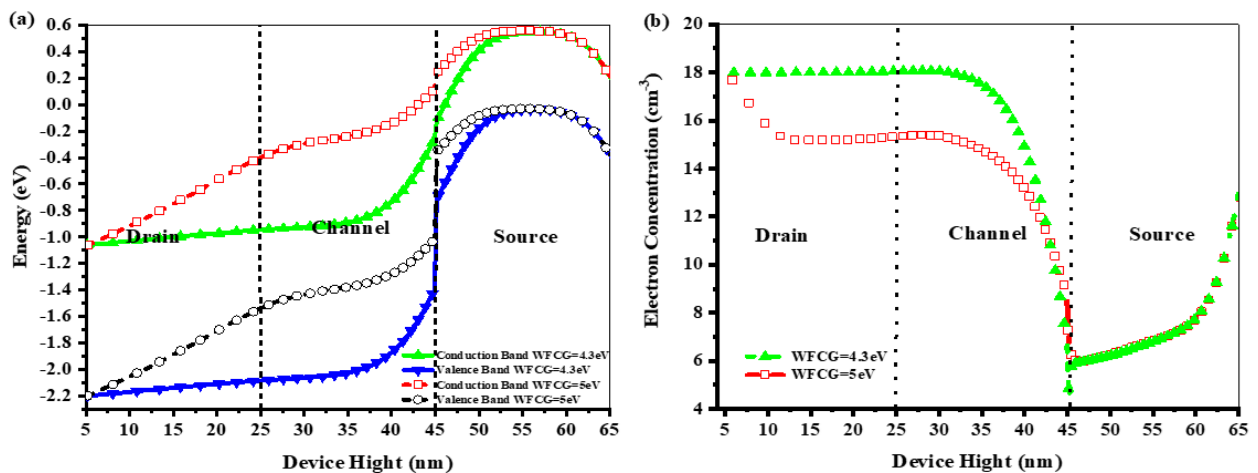 (a)
Energy (eV)
0.6
0.4
0.2
0.0
-0.2
-0.4
-0.6
-0.8
-1.0
-1.2
-1.4
-1.6
-1.8
-2.0
-2.2
Drain
Channel
Source
Conduction Band WFCG=4.3eV
Valence Band WFCG=4.3eV
Conduction Band WFCG=5eV
Valence Band WFCG=5eV
5 10 15 20 25 30 35 40 45 50 55 60 65
Device Hight (nm)
(b)
Electron Concentration (cm-3)
20
18
16
14
12
10
8
6
4
Drain
Channel
Source
WFCG=4.3eV
WFCG=5eV
5 10 15 20 25 30 35 40 45 50 55 60 65
Device Hight (nm)